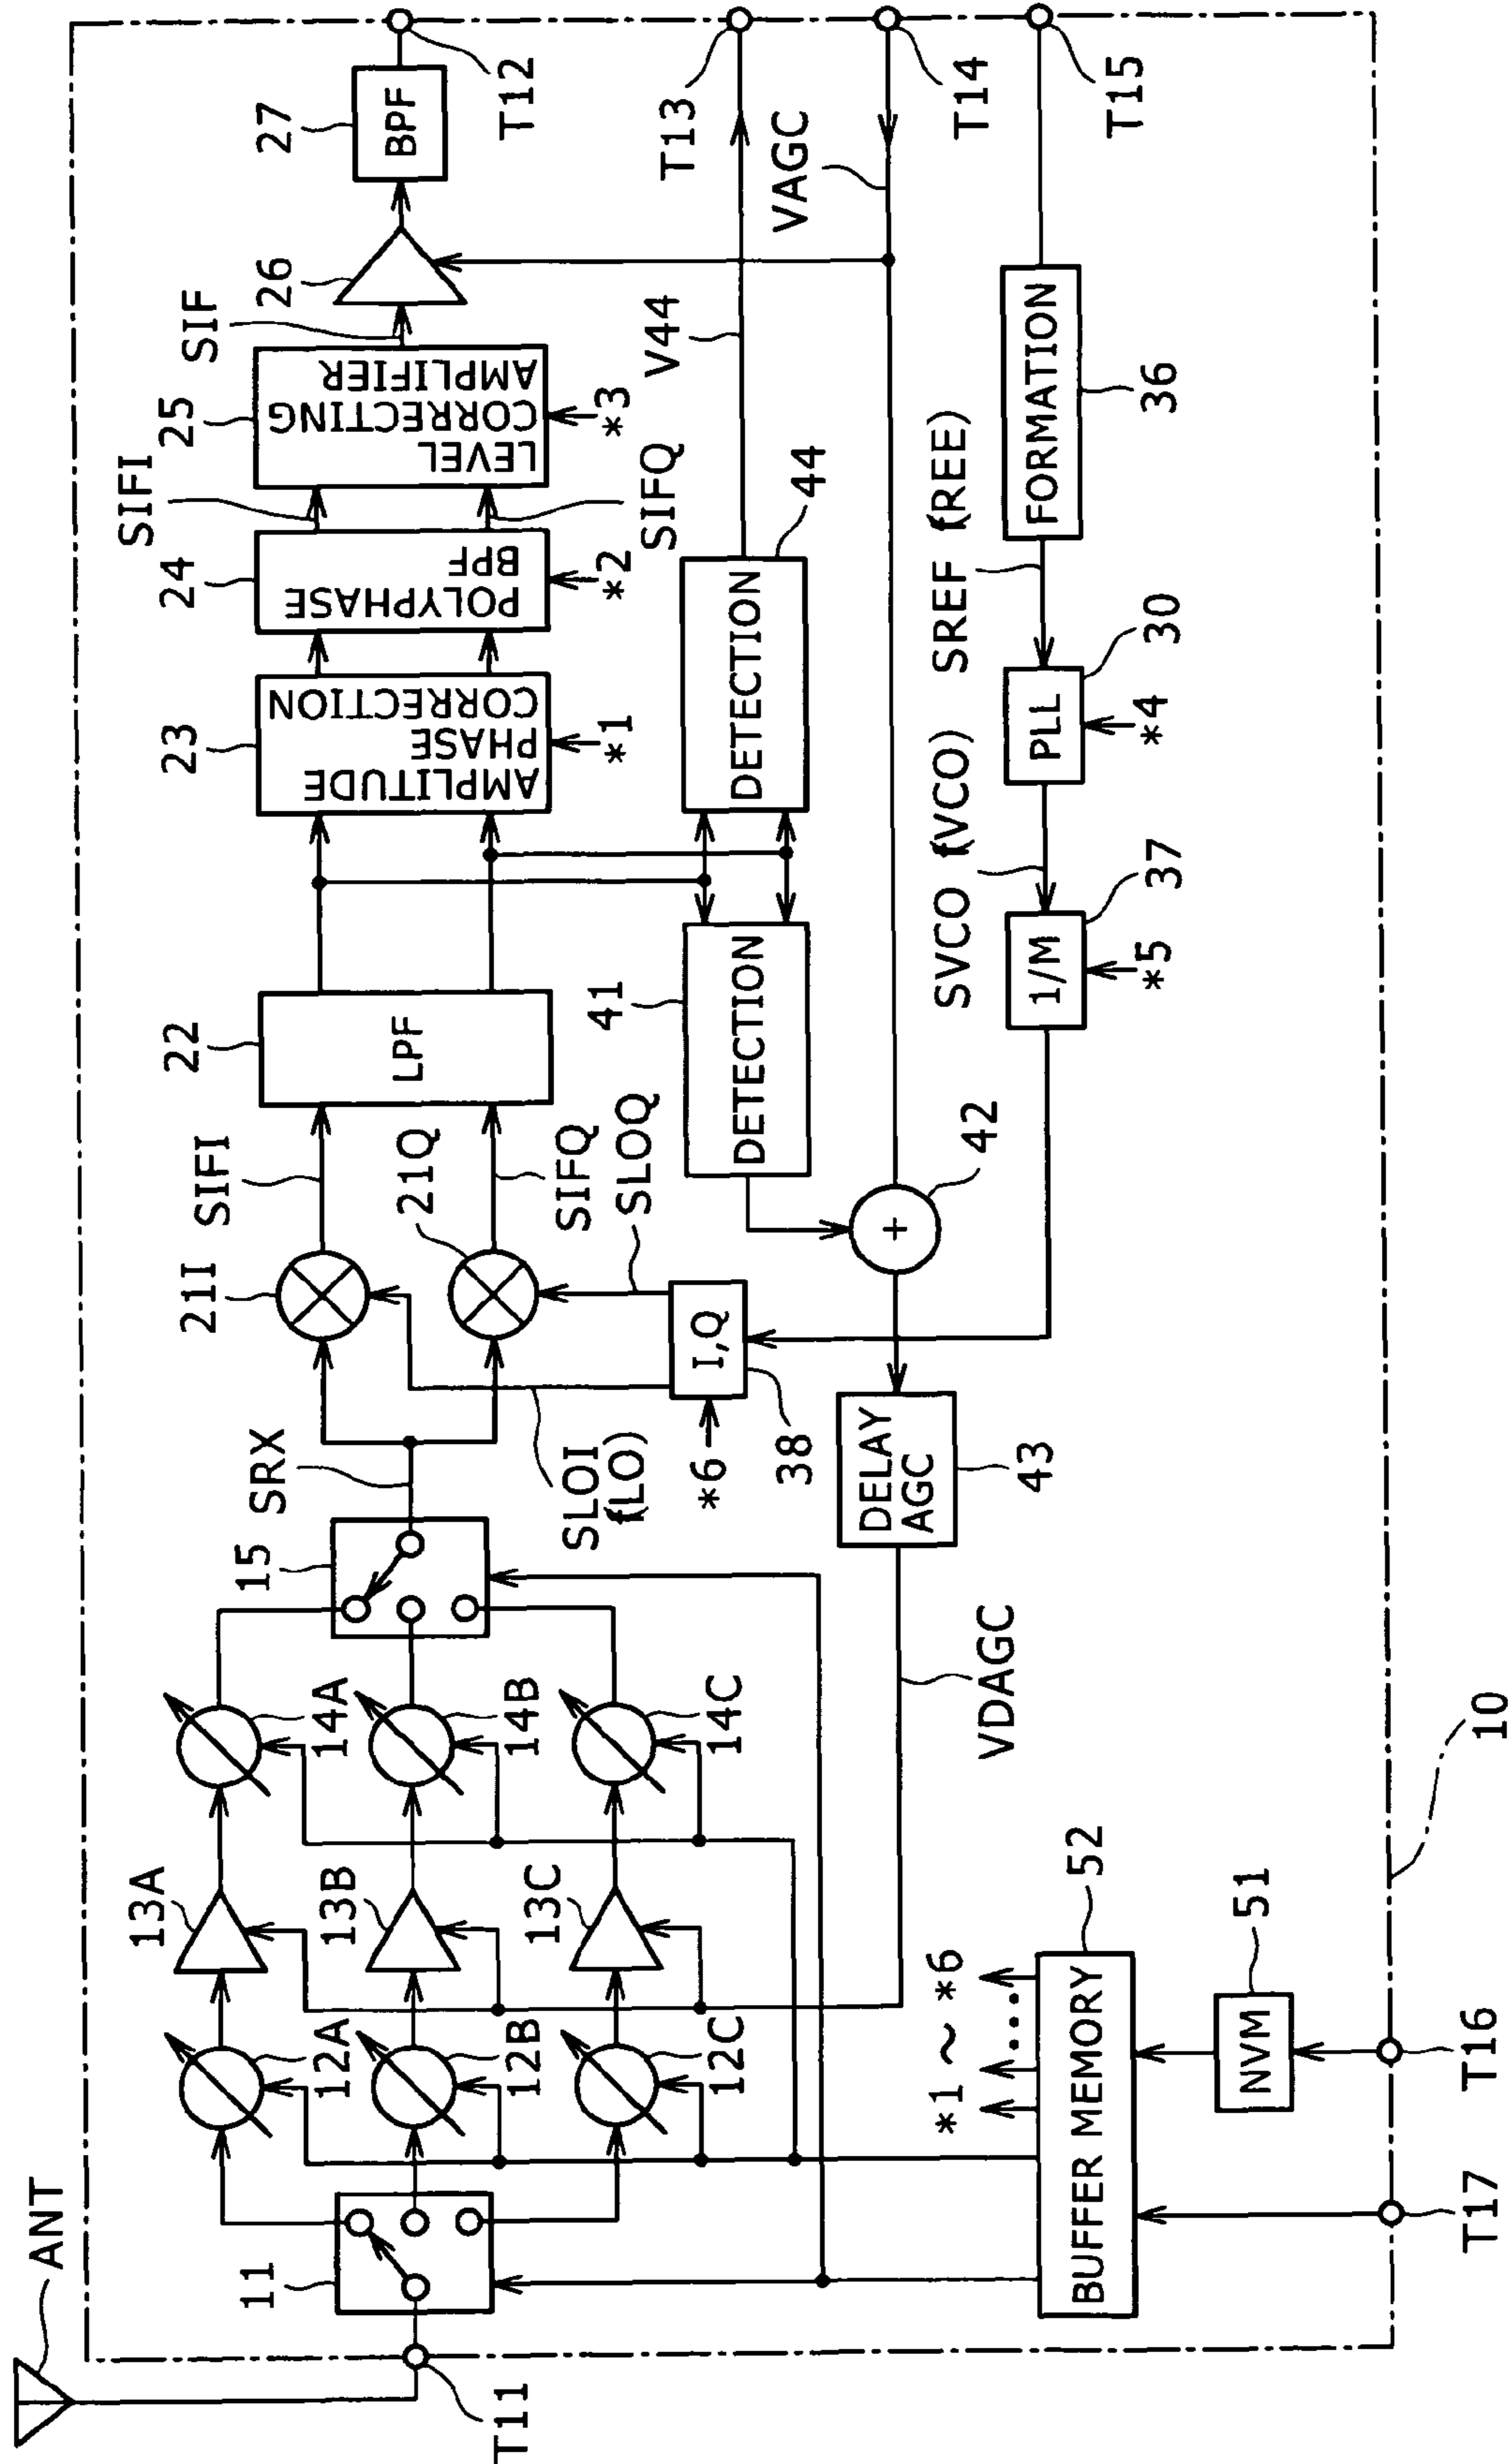 ANT
T11
11
12A
12B
12C
13A
13B
13C
14A
14B
14C
15
SRX
SLOI
(fLO)
21I
21Q
SIFI
SIFQ
SLOQ
22
LPF
23
AMPLITUDE
PHASE
CORRECTION
*1
24
POLYPHASE
BPF
*2
SIFI
SIFQ
25
LEVEL
CORRECTING
AMPLIFIER
*3
SIF
26
27
BPF
T12
T13
T14
T15
VAGC
V44
41
DETECTION
44
DETECTION
42
+
38
I,Q
*6
43
DELAY
AGC
VDAGC
37
1/M
*5
SVCO (fVCO)
30
PLL
*4
SREF (fREE)
36
FORMATION
*1 ~ *6
....
52
BUFFER MEMORY
51
NVM
T16
T17
10